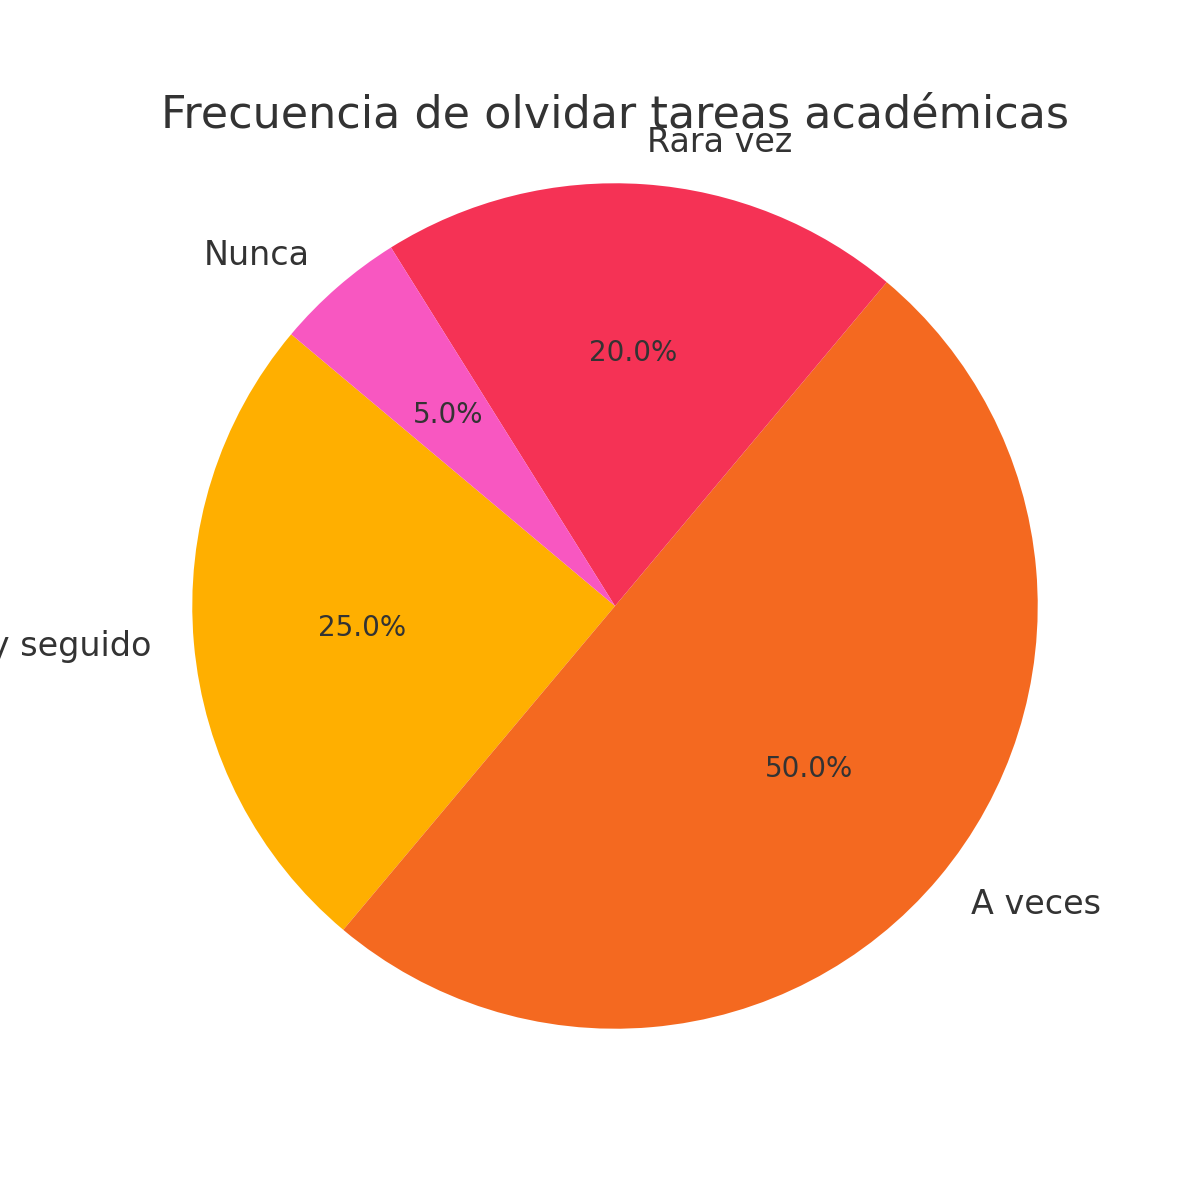 Frecuencia de olvidar tareas académicas
Rara vez
Nunca
20.0%
5.0%
25.0%
y seguido
50.0%
A veces